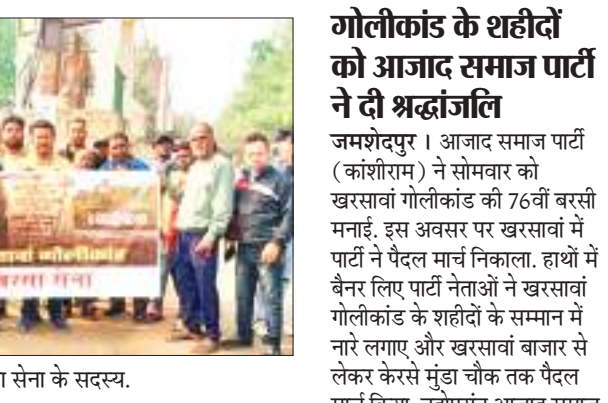 गोलीकांड के शहीदों
को आजाद समाज पार्टी
ने दी श्रद्धांजलि
जमशेदपुर । आजाद समाज पार्टी
(कांशीराम) ने सोमवार को
खरसावां गोलीकांड की 76वीं बरसी
मनाई. इस अवसर पर खरसावां में
पार्टी ने पैदल मार्च निकाला. हाथों में
बैनर लिए पार्टी नेताओं ने खरसावां
गोलीकांड के शहीदों के सम्मान में
नारे लगाए और खरसावां बाजार से
लेकर केरसे मुंडा चौक तक पैदल
गोलीकांड
सेना
सेना के सदस्य.